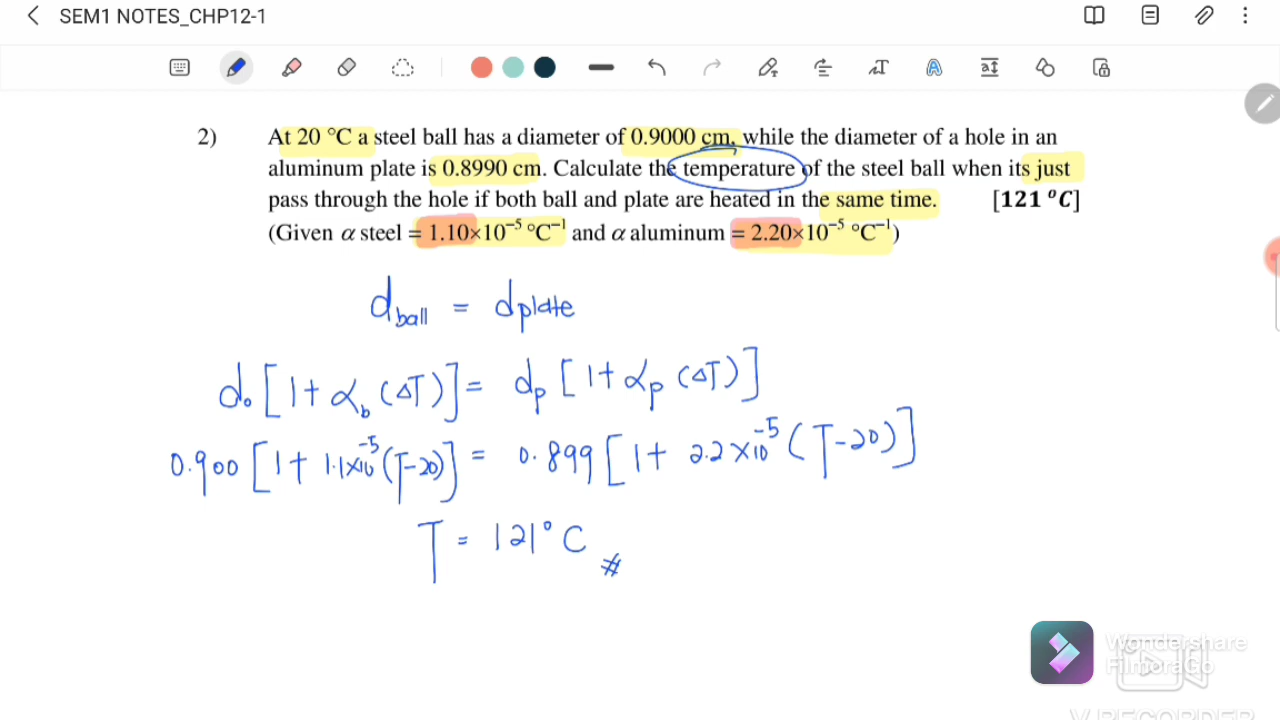 SEM1 NOTES_CHP12-1
2) At 20 °C a steel ball has a diameter of 0.9000 cm, while the diameter of a hole in an
aluminum plate is 0.8990 cm. Calculate the temperature of the steel ball when its just
pass through the hole if both ball and plate are heated in the same time. [121 °C]
(Given α steel = 1.10×10⁻⁵ °C⁻¹ and α aluminum = 2.20×10⁻⁵ °C⁻¹)
d_ball = d_plate
d₀[1+ α_b (ΔT)] = d_p [1+ α_p (ΔT)]
0.900 [1+ 1.1×10⁻⁵ (T-20)] = 0.899 [1+ 2.2×10⁻⁵ (T-20)]
T = 121°C #
Wondershare
FilmoraGo
V RECORDER